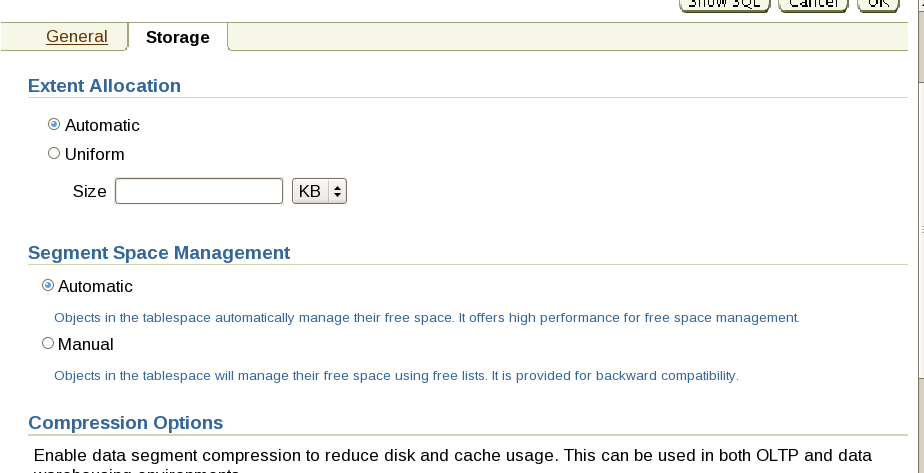 Show SQL Cancel OK
General Storage
Extent Allocation
Automatic
Uniform
Size KB
Segment Space Management
Automatic
Objects in the tablespace automatically manage their free space. It offers high performance for free space management.
Manual
Objects in the tablespace will manage their free space using free lists. It is provided for backward compatibility.
Compression Options
Enable data segment compression to reduce disk and cache usage. This can be used in both OLTP and data
warehousing environments